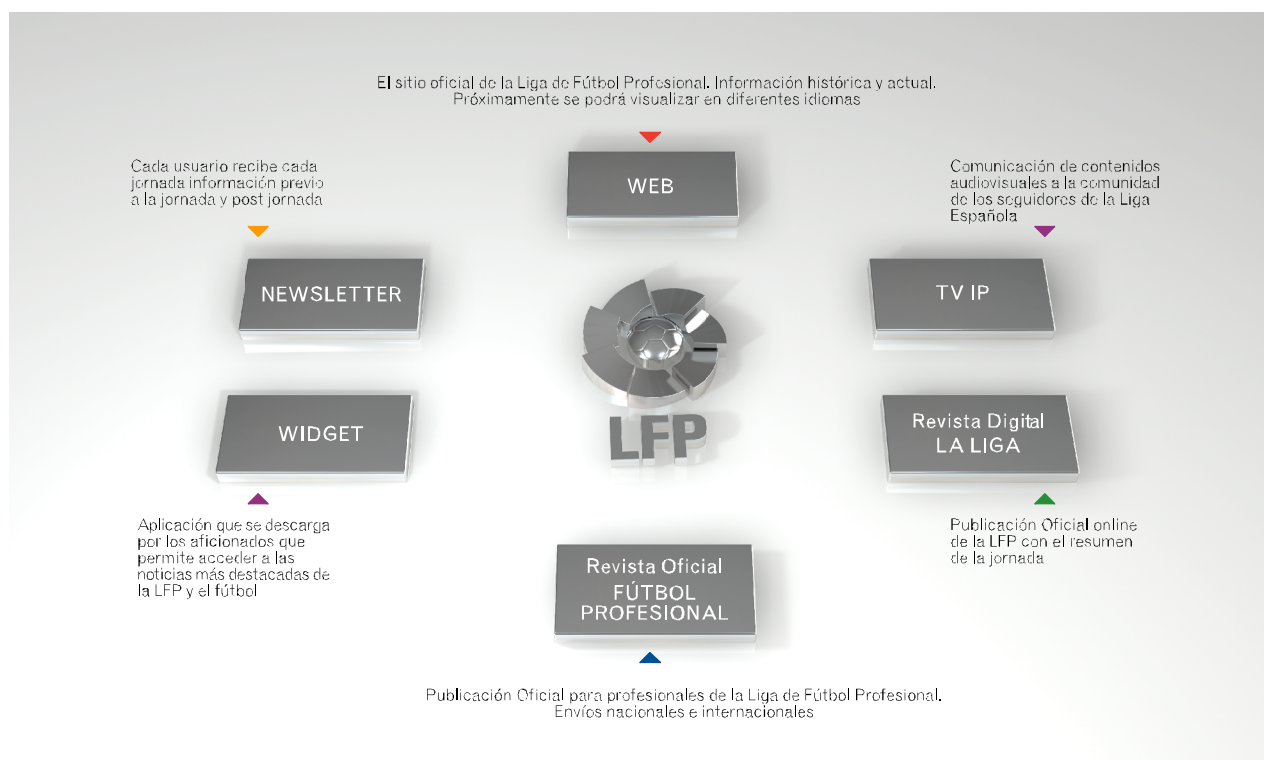 El sitio oficial de la Liga de Fútbol Profesional. Información histórica y actual.
Próximamente se podrá visualizar en diferentes idiomas
WEB
Cada usuario recibe cada
jornada información previo
a la jornada y post jornada
NEWSLETTER
Comunicación de contenidos
audiovisuales a la comunidad
de los seguidores de la Liga
Española
TV IP
LFP
WIDGET
Aplicación que se descarga
por los aficionados que
permite acceder a las
noticias más destacadas de
la LFP y el fútbol
Revista Digital
LA LIGA
Publicación Oficial online
de la LFP con el resumen
de la jornada
Revista Oficial
FÚTBOL
PROFESIONAL
Publicación Oficial para profesionales de la Liga de Fútbol Profesional.
Envíos nacionales e internacionales